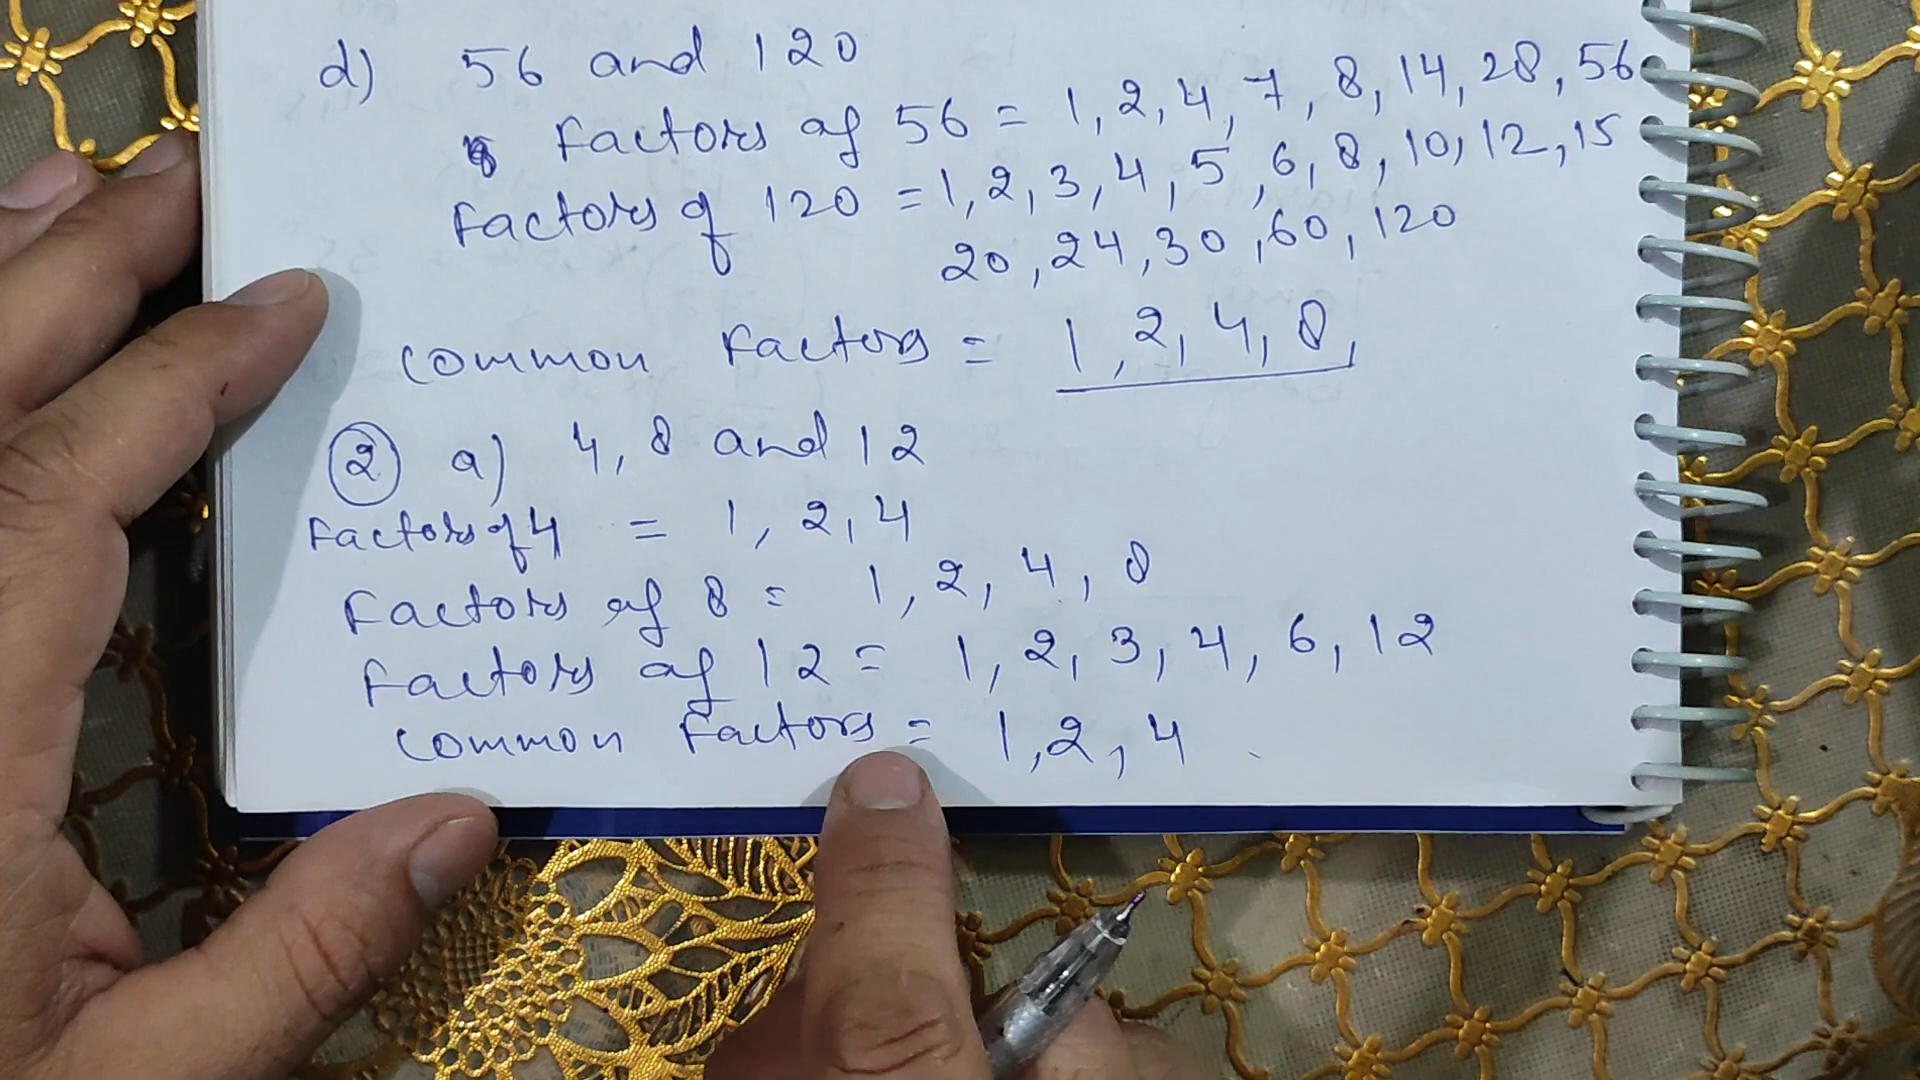 d) 56 and 120
Factors of 56 = 1, 2, 4, 7, 8, 14, 28, 56
Factors of 120 = 1, 2, 3, 4, 5, 6, 8, 10, 12, 15
20, 24, 30, 60, 120
common Factors = 1, 2, 4, 8,
② a) 4, 8 and 12
Factors of 4 = 1, 2, 4
Factors of 8 = 1, 2, 4, 8
Factors of 12 = 1, 2, 3, 4, 6, 12
common Factors = 1, 2, 4